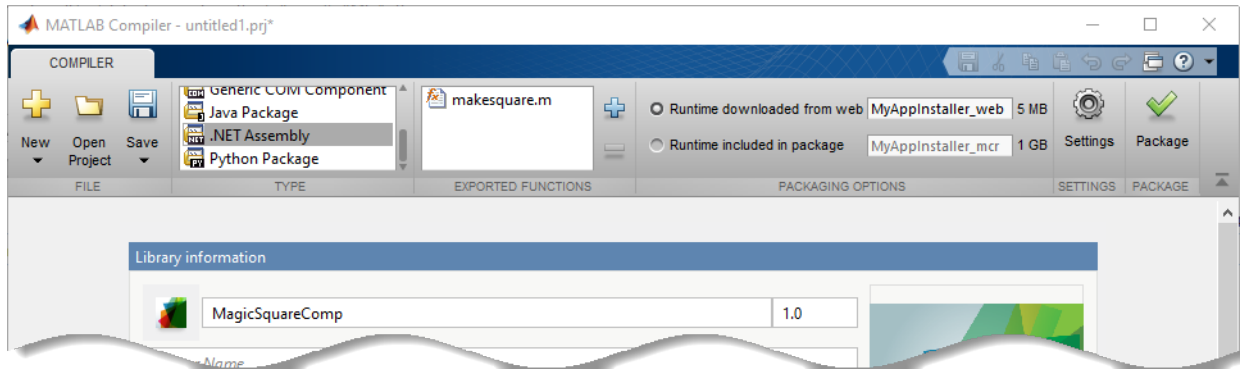 MATLAB Compiler - untitled1.prj*
COMPILER
New
Open Project
Save
FILE
Generic COM Component
Java Package
.NET Assembly
Python Package
TYPE
makesquare.m
EXPORTED FUNCTIONS
Runtime downloaded from web MyAppInstaller_web 5 MB
Runtime included in package MyAppInstaller_mcr 1 GB
PACKAGING OPTIONS
Settings
SETTINGS
Package
PACKAGE
Library information
MagicSquareComp 1.0
Name